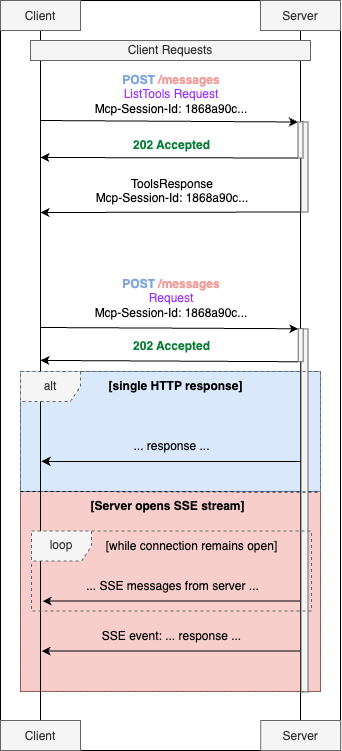 Client
Server
Client Requests
POST /messages
ListTools Request
Mcp-Session-Id: 1868a90c...
202 Accepted
ToolsResponse
Mcp-Session-Id: 1868a90c...
POST /messages
Request
Mcp-Session-Id: 1868a90c...
202 Accepted
alt
[single HTTP response]
... response ...
[Server opens SSE stream]
loop
[while connection remains open]
... SSE messages from server ...
SSE event: ... response ...
Client
Server